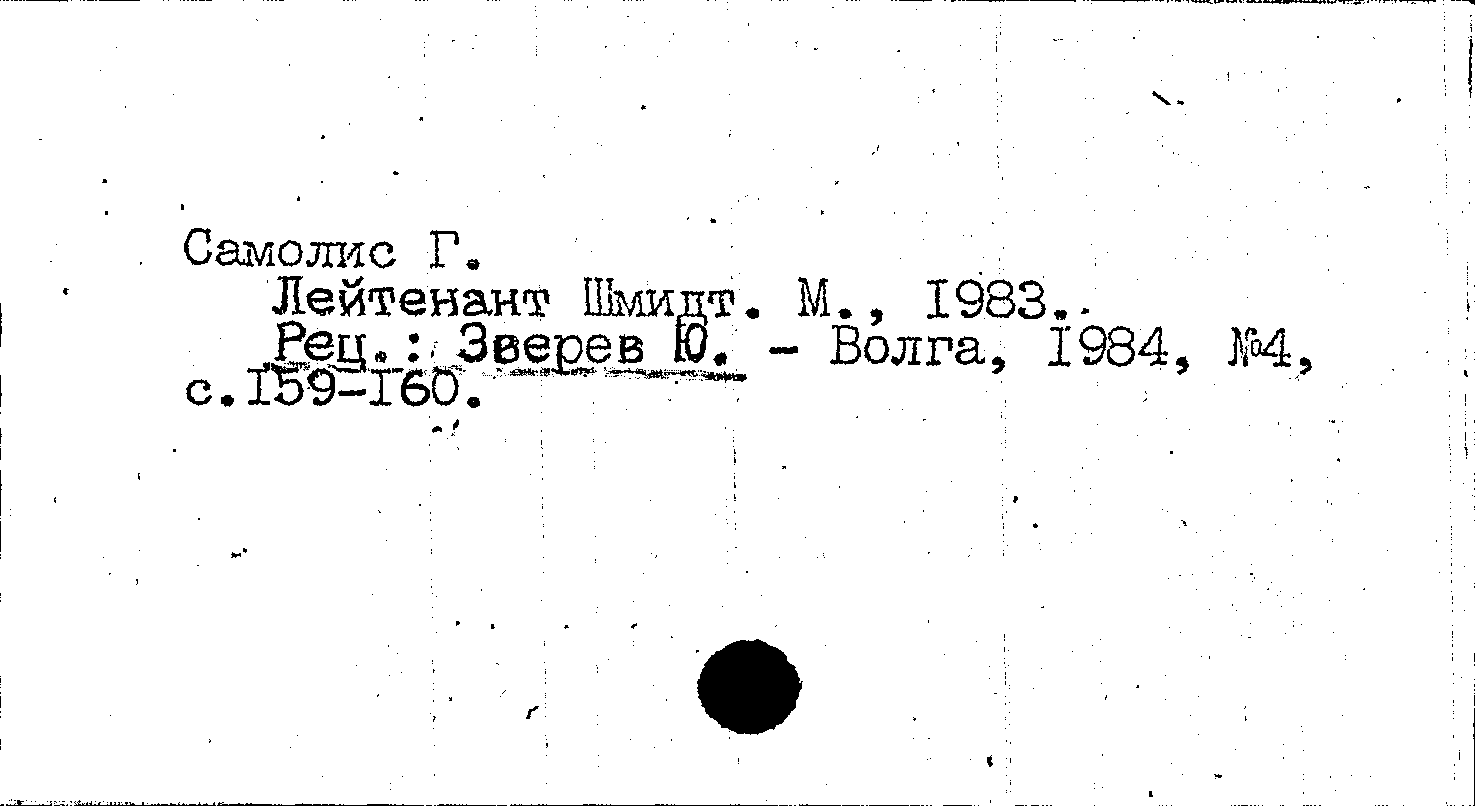 Самолис Г.
Лейтенант Шмидт. М., 1983..
Рец.: Зверев Ю. – Волга, 1984, №4,
с.159–160.